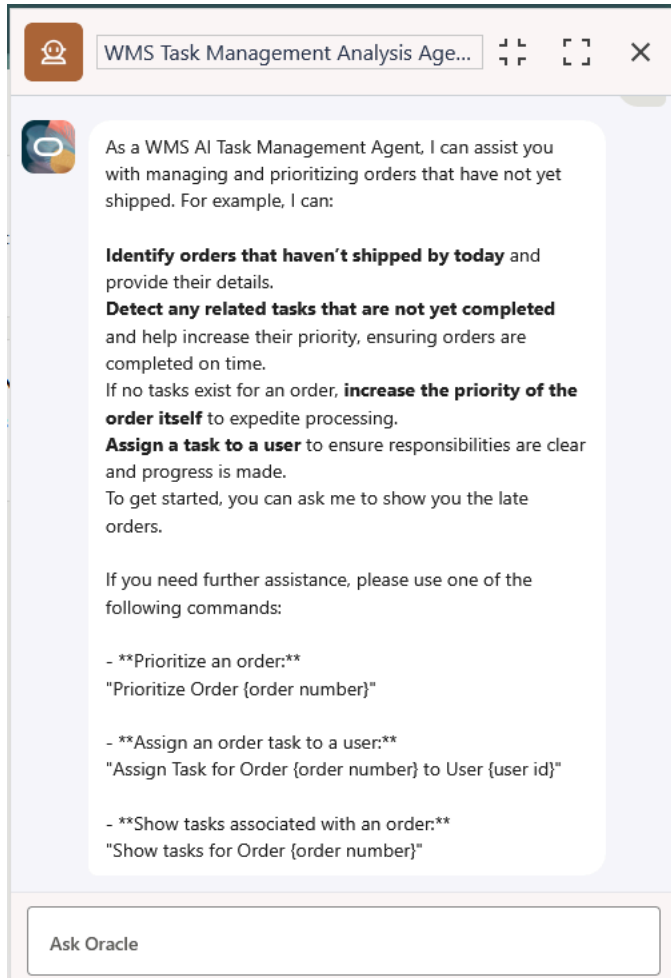 WMS Task Management Analysis Age...
As a WMS AI Task Management Agent, I can assist you
with managing and prioritizing orders that have not yet
shipped. For example, I can:
Identify orders that haven’t shipped by today and
provide their details.
Detect any related tasks that are not yet completed
and help increase their priority, ensuring orders are
completed on time.
If no tasks exist for an order, increase the priority of the
order itself to expedite processing.
Assign a task to a user to ensure responsibilities are clear
and progress is made.
To get started, you can ask me to show you the late
orders.
If you need further assistance, please use one of the
following commands:
- **Prioritize an order:**
"Prioritize Order {order number}"
- **Assign an order task to a user:**
"Assign Task for Order {order number} to User {user id}"
- **Show tasks associated with an order:**
"Show tasks for Order {order number}"
Ask Oracle